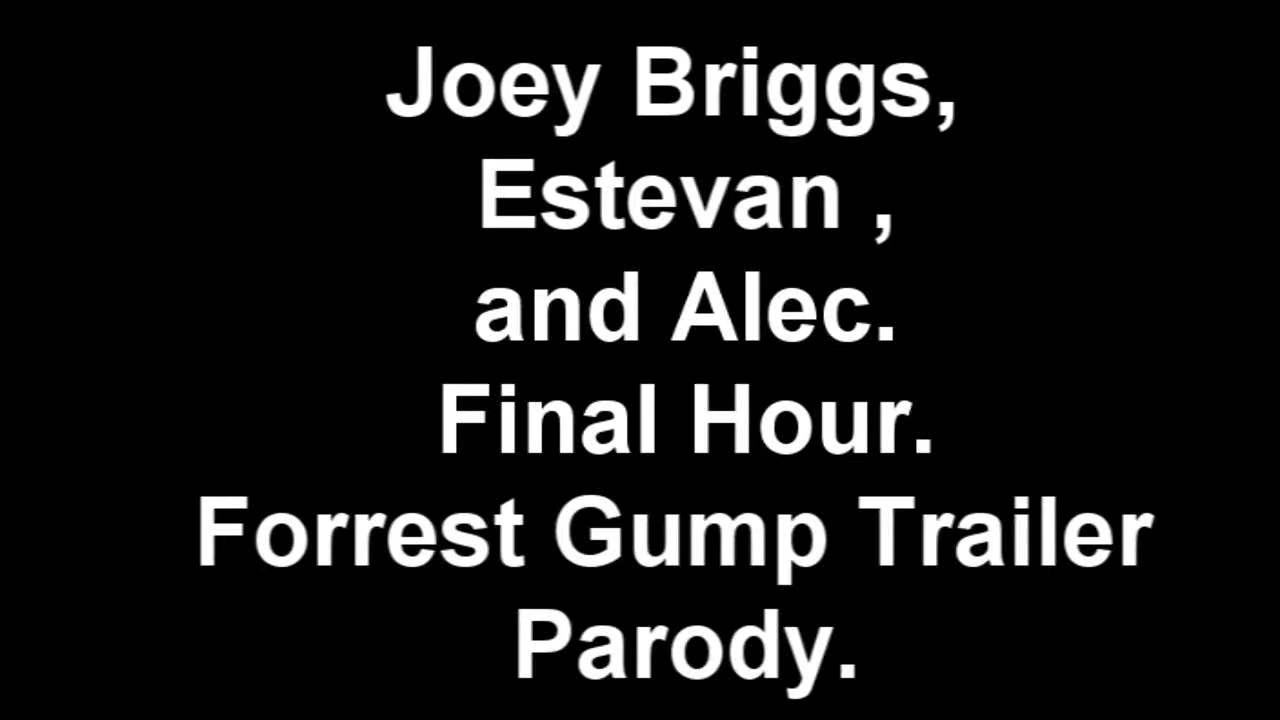 Joey Briggs,
Estevan ,
and Alec.
Final Hour.
Forrest Gump Trailer
Parody.